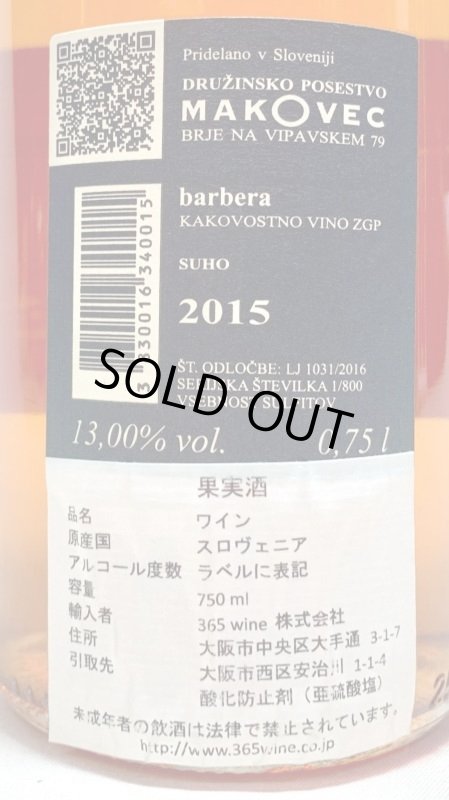 Pridelano v Sloveniji
DRUŽINSKO POSESTVO
MAKOVEC
BRJE NA VIPAVSKEM 79
barbera
KAKOVOSTNO VINO ZGP
SUHO
2015
3 830016 340015
ŠT. ODLOČBE: LJ 1031/2016
SERIJSKA ŠTEVILKA 1/800
VSEBNOST SULFITOV
SOLD OUT
13,00% vol. 0,75 l
果実酒
品名 ワイン
原産国 スロヴェニア
アルコール度数 ラベルに表記
容量 750 ml
輸入者 365 wine 株式会社
住所 大阪市中央区大手通 3-1-7
引取先 大阪市西区安治川 1-1-4
酸化防止剤（亜硫酸塩）
未成年者の飲酒は法律で禁止されています。
http://www.365wine.co.jp